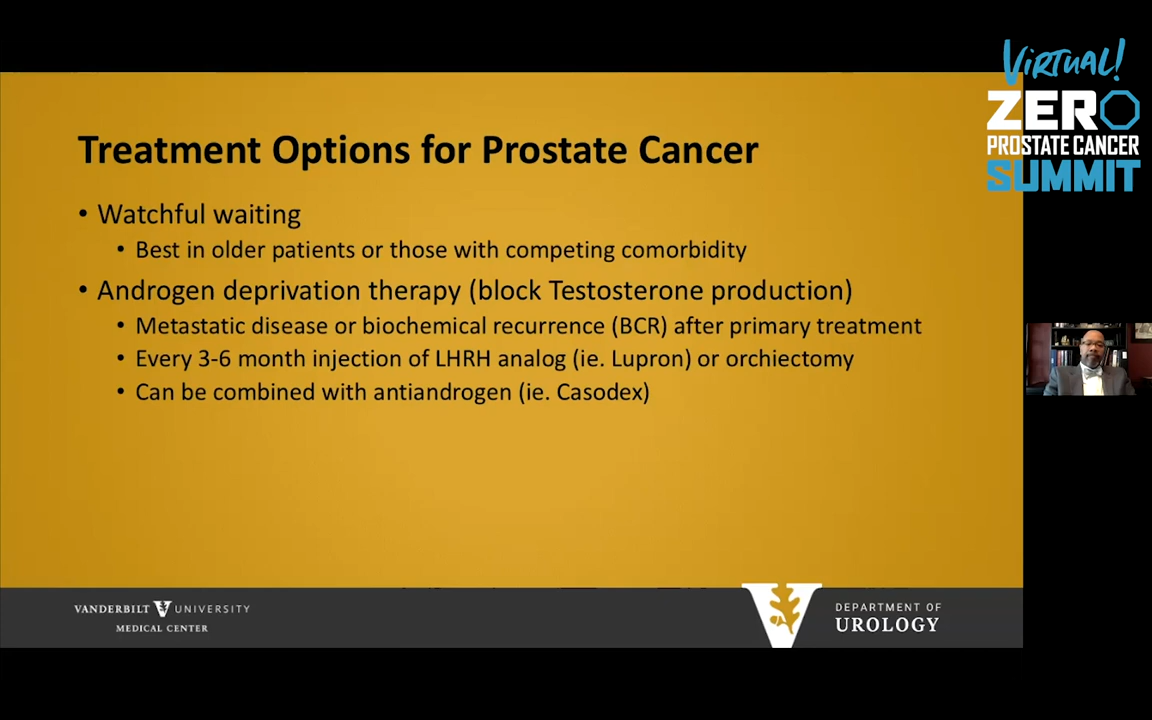 Virtual!
ZERO
PROSTATE CANCER
SUMMIT
Treatment Options for Prostate Cancer
• Watchful waiting
• Best in older patients or those with competing comorbidity
• Androgen deprivation therapy (block Testosterone production)
• Metastatic disease or biochemical recurrence (BCR) after primary treatment
• Every 3-6 month injection of LHRH analog (ie. Lupron) or orchiectomy
• Can be combined with antiandrogen (ie. Casodex)
VANDERBILT V UNIVERSITY
MEDICAL CENTER
V
DEPARTMENT OF
UROLOGY